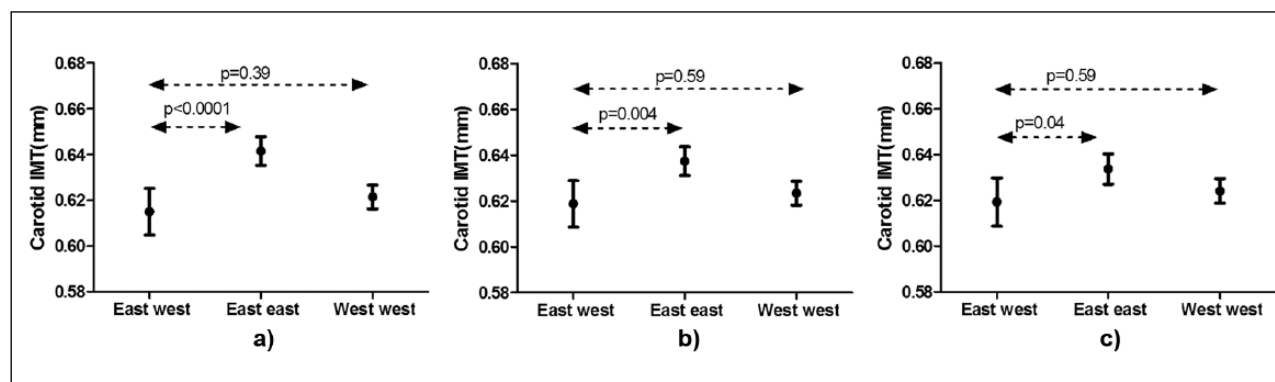 0.68
0.66
0.64
0.62
0.60
0.58
Carotid IMT(mm)
p=0.39
p<0.0001
East west East east West west
a)
0.68
0.66
0.64
0.62
0.60
0.58
Carotid IMT(mm)
p=0.59
p=0.004
East west East east West west
b)
0.68
0.66
0.64
0.62
0.60
0.58
Carotid IMT(mm)
p=0.59
p=0.04
East west East east West west
c)